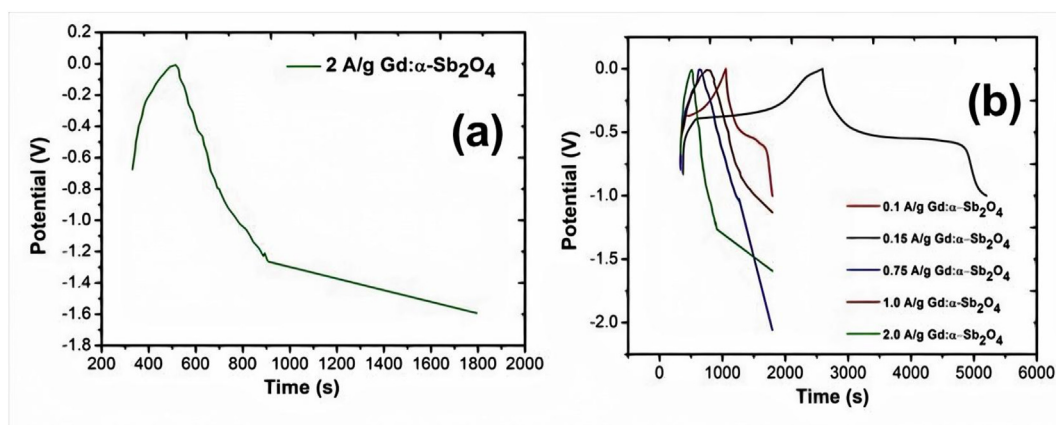 0.2
0.0
-0.2
-0.4
-0.6
-0.8
-1.0
-1.2
-1.4
-1.6
-1.8
Potential (V)
2 A/g Gd:α-Sb2O4
(a)
200 400 600 800 1000 1200 1400 1600 1800 2000
Time (s)
0.0
-0.5
-1.0
-1.5
-2.0
Potential (V)
(b)
0.1 A/g Gd:α–Sb2O4
0.15 A/g Gd:α–Sb2O4
0.75 A/g Gd:α–Sb2O4
1.0 A/g Gd:α-Sb2O4
2.0 A/g Gd:α–Sb2O4
0 1000 2000 3000 4000 5000 6000
Time (s)